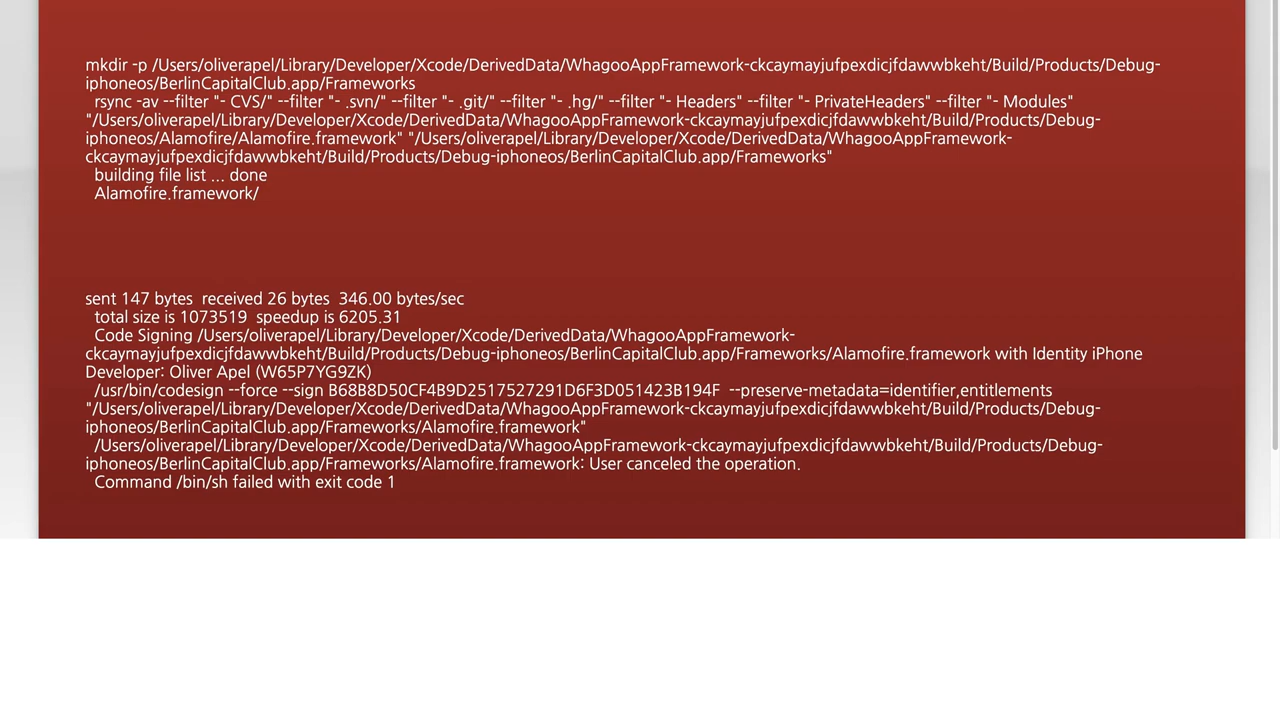 mkdir -p /Users/oliverapel/Library/Developer/Xcode/DerivedData/WhagooAppFramework-ckcaymayjufpexdicjfdawwbkeht/Build/Products/Debug-
iphoneos/BerlinCapitalClub.app/Frameworks
rsync -av --filter "- CVS/" --filter "- .svn/" --filter "- .git/" --filter "- .hg/" --filter "- Headers" --filter "- PrivateHeaders" --filter "- Modules"
"/Users/oliverapel/Library/Developer/Xcode/DerivedData/WhagooAppFramework-ckcaymayjufpexdicjfdawwbkeht/Build/Products/Debug-
iphoneos/Alamofire/Alamofire.framework" "/Users/oliverapel/Library/Developer/Xcode/DerivedData/WhagooAppFramework-
ckcaymayjufpexdicjfdawwbkeht/Build/Products/Debug-iphoneos/BerlinCapitalClub.app/Frameworks"
building file list ... done
Alamofire.framework/
sent 147 bytes  received 26 bytes  346.00 bytes/sec
total size is 1073519  speedup is 6205.31
Code Signing /Users/oliverapel/Library/Developer/Xcode/DerivedData/WhagooAppFramework-
ckcaymayjufpexdicjfdawwbkeht/Build/Products/Debug-iphoneos/BerlinCapitalClub.app/Frameworks/Alamofire.framework with Identity iPhone
Developer: Oliver Apel (W65P7YG9ZK)
/usr/bin/codesign --force --sign B68B8D50CF4B9D2517527291D6F3D051423B194F  --preserve-metadata=identifier,entitlements
"/Users/oliverapel/Library/Developer/Xcode/DerivedData/WhagooAppFramework-ckcaymayjufpexdicjfdawwbkeht/Build/Products/Debug-
iphoneos/BerlinCapitalClub.app/Frameworks/Alamofire.framework"
/Users/oliverapel/Library/Developer/Xcode/DerivedData/WhagooAppFramework-ckcaymayjufpexdicjfdawwbkeht/Build/Products/Debug-
iphoneos/BerlinCapitalClub.app/Frameworks/Alamofire.framework: User canceled the operation.
Command /bin/sh failed with exit code 1